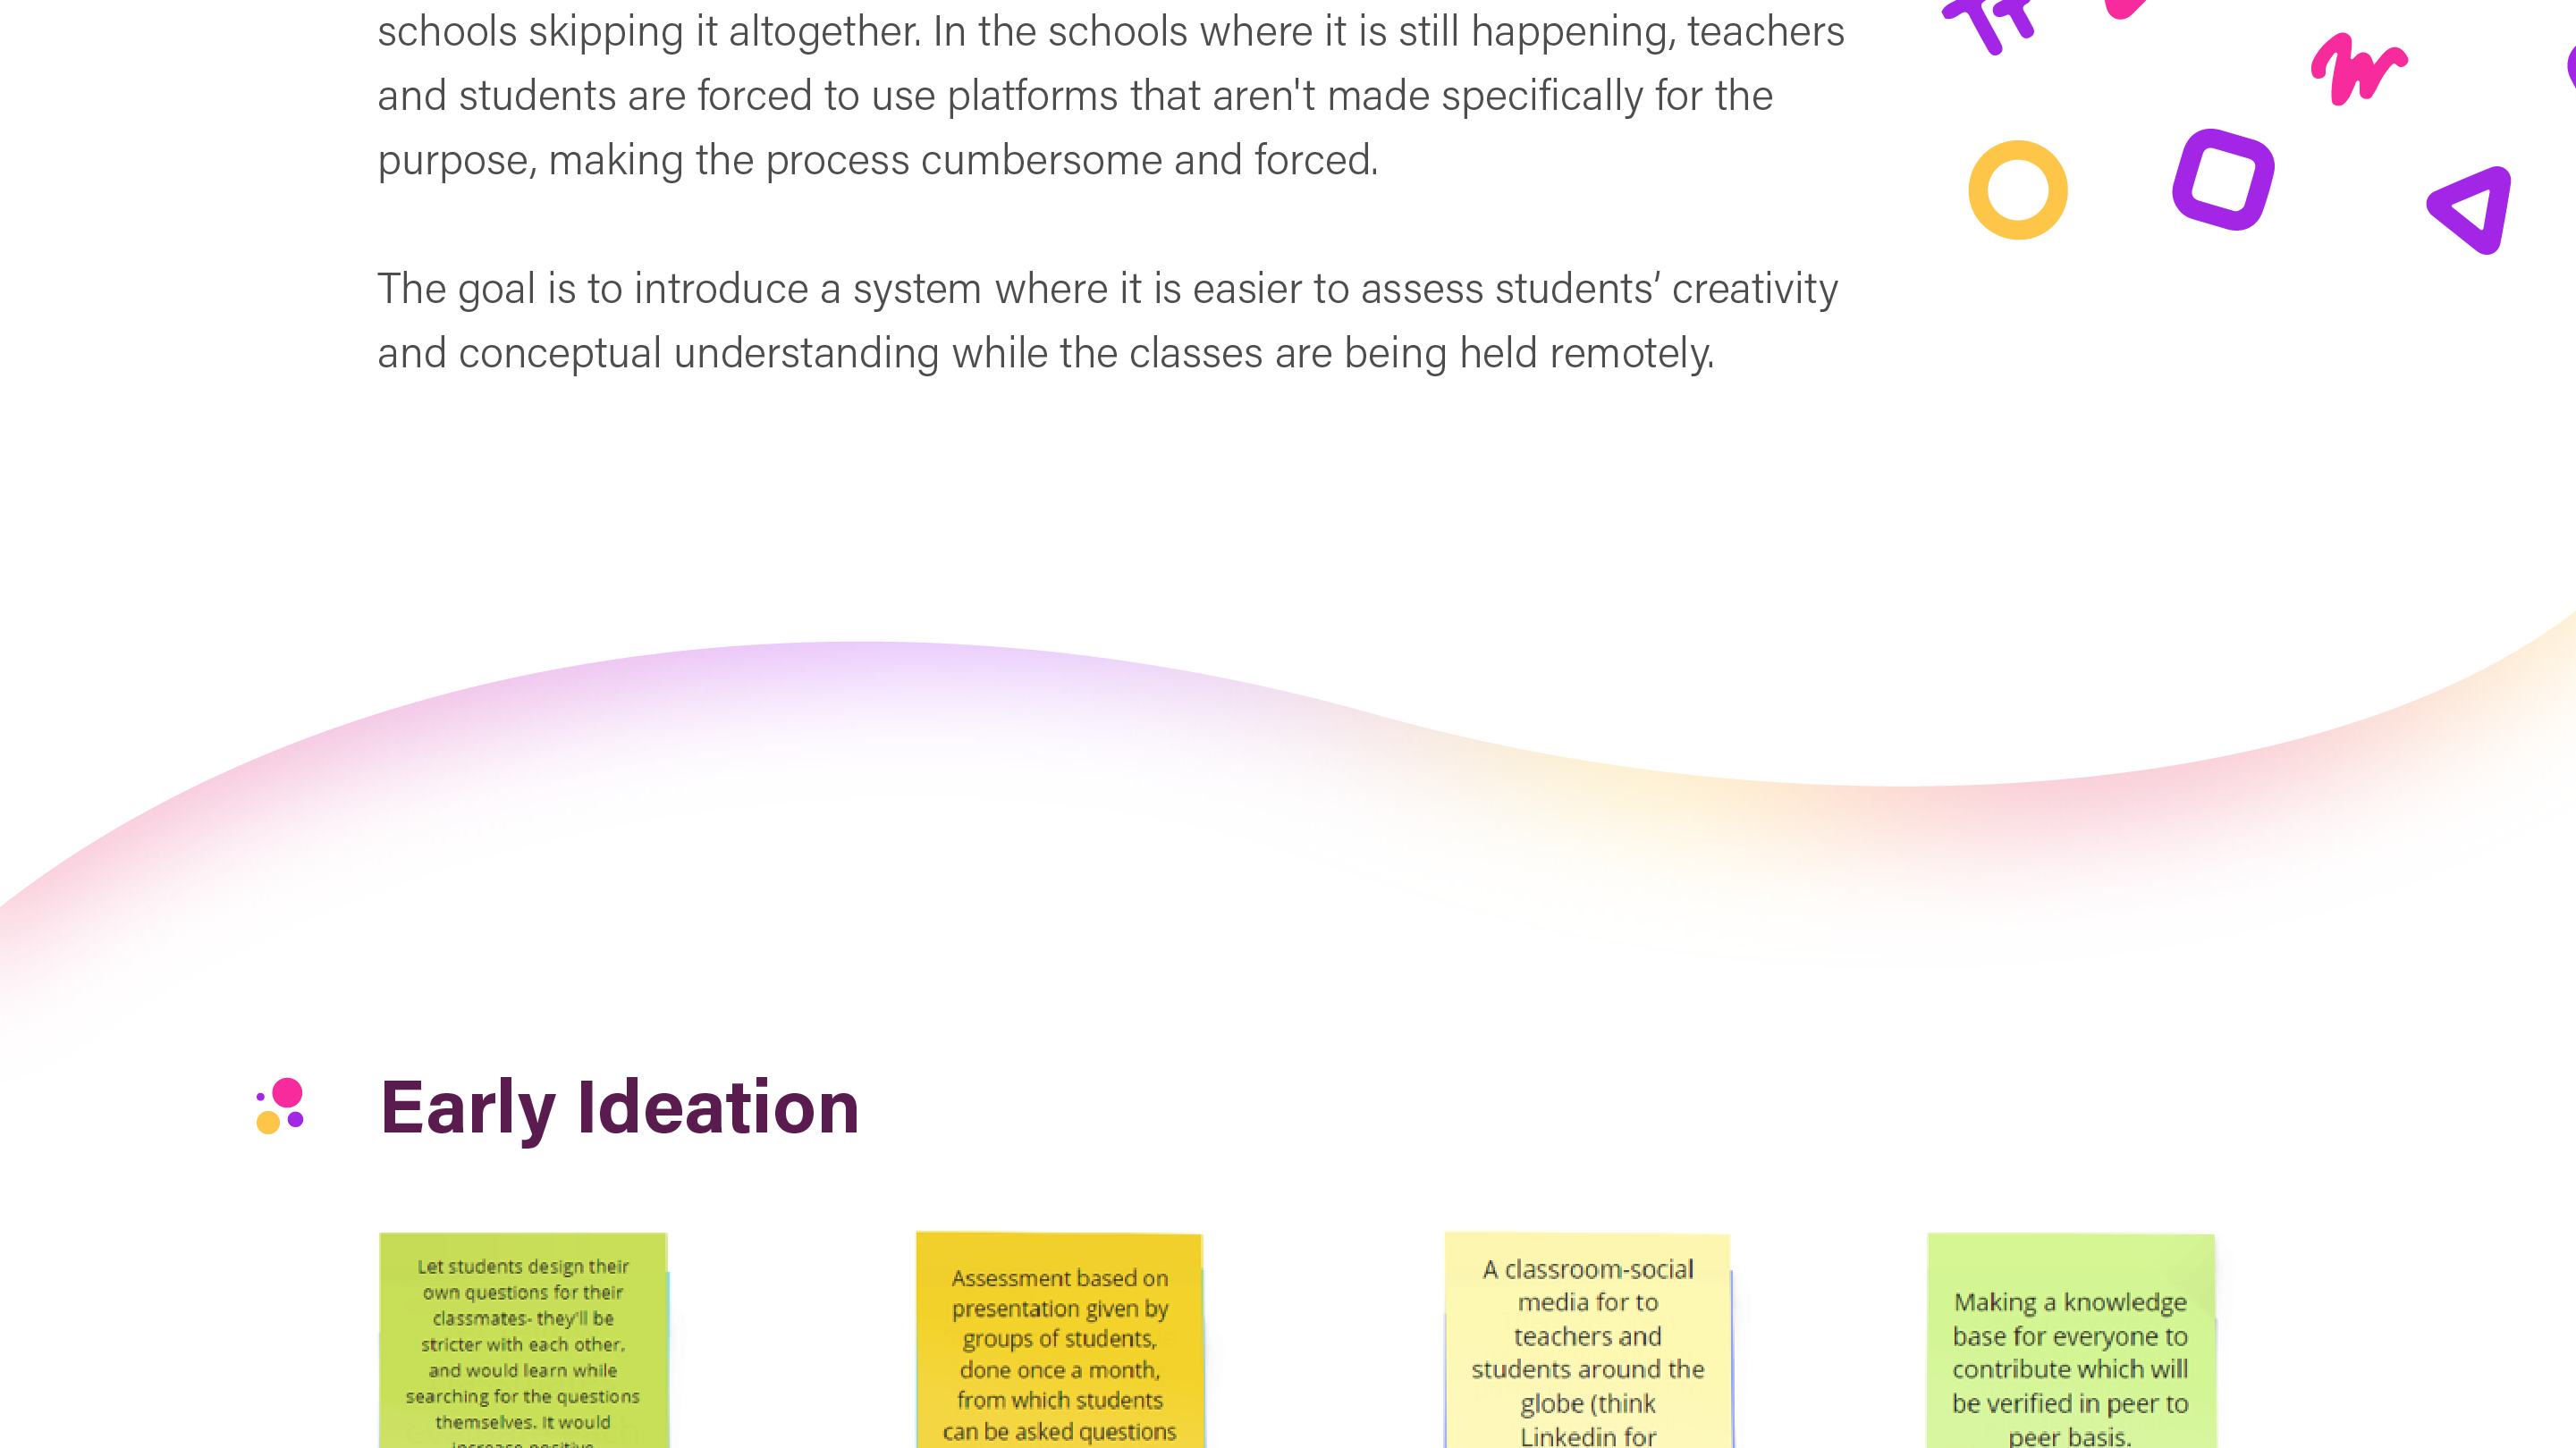 schools skipping it altogether. In the schools where it is still happening, teachers
and students are forced to use platforms that aren't made specifically for the
purpose, making the process cumbersome and forced.
The goal is to introduce a system where it is easier to assess students’ creativity
and conceptual understanding while the classes are being held remotely.
Early Ideation
Let students design their
own questions for their
classmates- they'll be
stricter with each other,
and would learn while
searching for the questions
themselves. It would
increase positive
Assessment based on
presentation given by
groups of students,
done once a month,
from which students
can be asked questions
A classroom-social
media for to
teachers and
students around the
globe (think
Linkedin for
Making a knowledge
base for everyone to
contribute which will
be verified in peer to
peer basis.